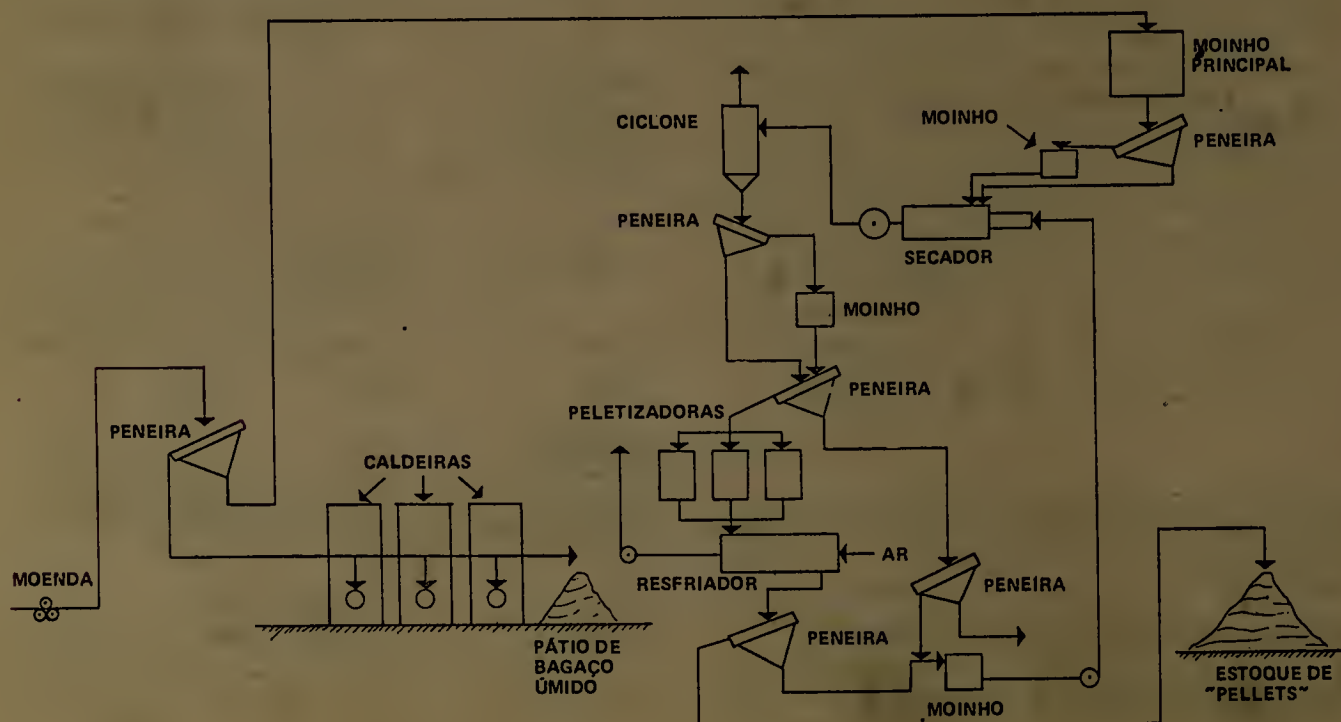 MOINHO
PRINCIPAL
MOINHO
CICLONE
PENEIRA
PENEIRA
SECADOR
MOINHO
PENEIRA
PELETIZADORAS
PENEIRA
CALDEIRAS
AR
RESFRIADOR
PENEIRA
MOENDA
PENEIRA
PÁTIO DE
BAGAÇO
ÚMIDO
ESTOQUE DE
"PELLETS"
MOINHO